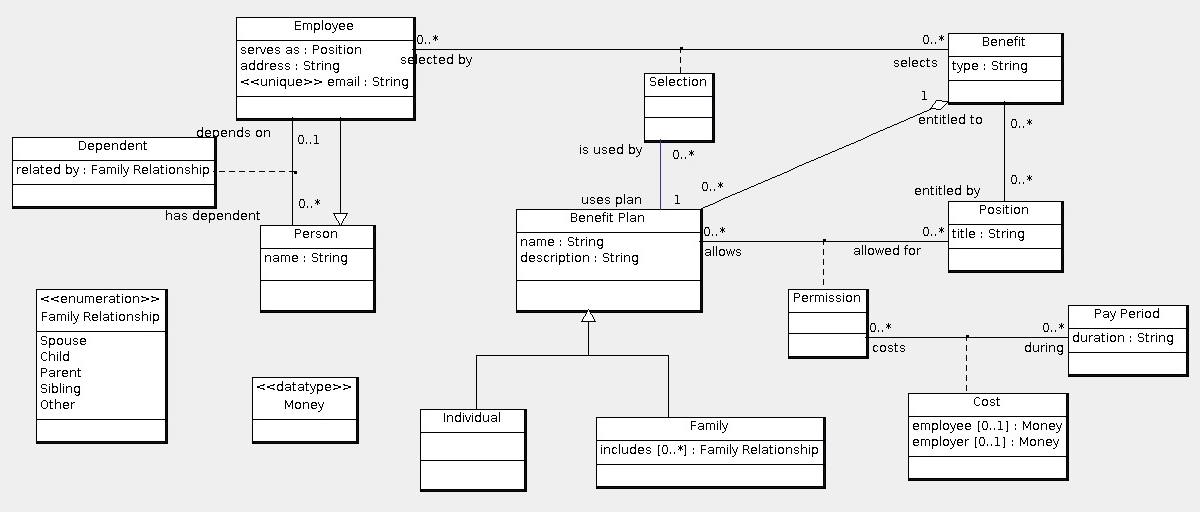 Employee
serves as : Position
address : String
<<unique>> email : String
0..*
selected by
0..*
selects
Benefit
type : String
Selection
is used by
0..*
uses plan
1
1
entitled to
0..*
0..*
0..*
entitled by
depends on
0..1
Dependent
related by : Family Relationship
has dependent
0..*
Person
name : String
Benefit Plan
name : String
description : String
0..*
allows
0..*
allowed for
Position
title : String
Permission
0..*
costs
0..*
during
Pay Period
duration : String
<<enumeration>>
Family Relationship
Spouse
Child
Parent
Sibling
Other
<<datatype>>
Money
Individual
Family
includes [0..*] : Family Relationship
Cost
employee [0..1] : Money
employer [0..1] : Money